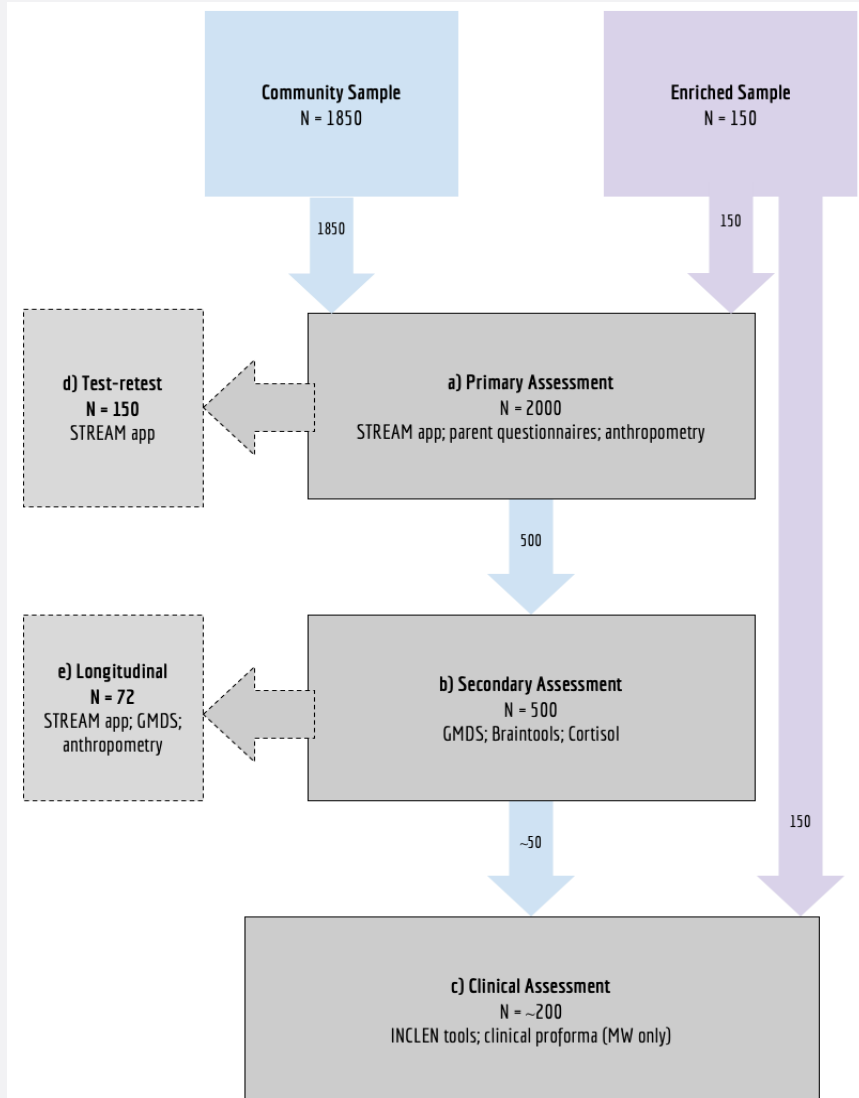 Community Sample
N = 1850
Enriched Sample
N = 150
1850
150
d) Test-retest
N = 150
STREAM app
a) Primary Assessment
N = 2000
STREAM app; parent questionnaires; anthropometry
500
e) Longitudinal
N = 72
STREAM app; GMDS;
anthropometry
b) Secondary Assessment
N = 500
GMDS; Braintools; Cortisol
~50
150
c) Clinical Assessment
N = ~200
INCLEN tools; clinical proforma (MW only)